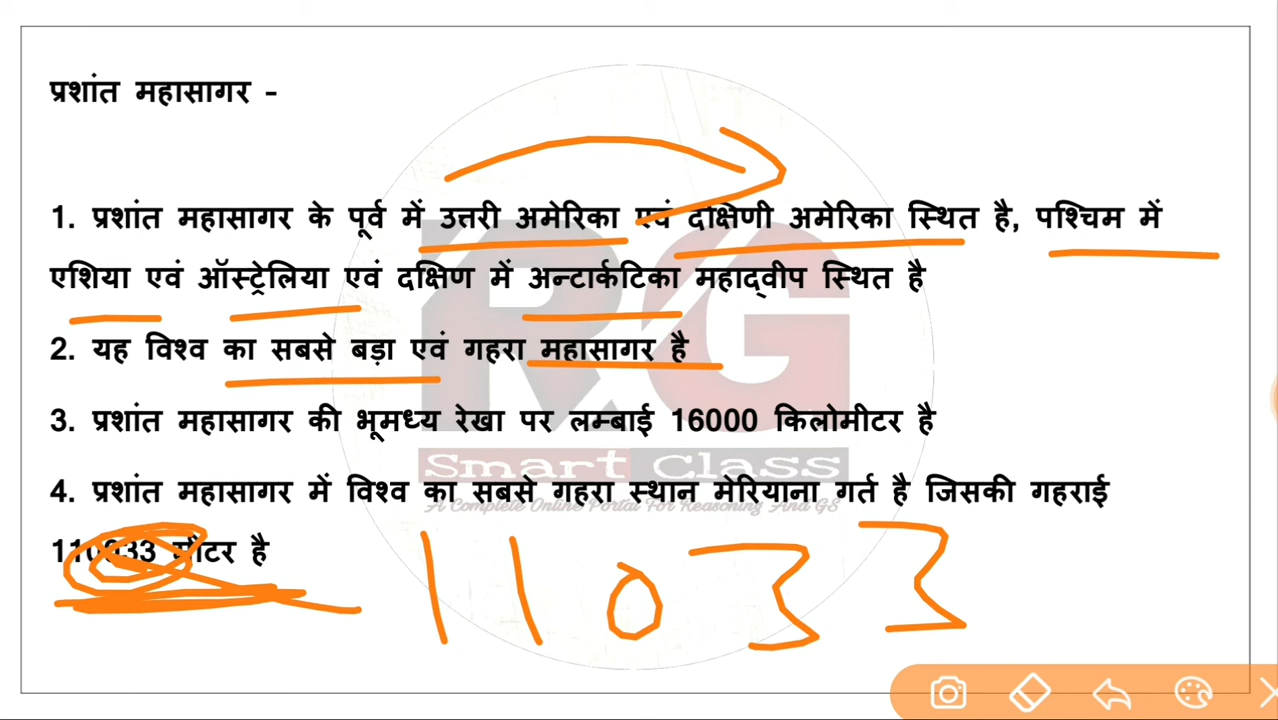 प्रशांत महासागर -
1. प्रशांत महासागर के पूर्व में उत्तरी अमेरिका एवं दक्षिणी अमेरिका स्थित है, पश्चिम में
एशिया एवं ऑस्ट्रेलिया एवं दक्षिण में अन्टार्कटिका महाद्वीप स्थित है
2. यह विश्व का सबसे बड़ा एवं गहरा महासागर है
3. प्रशांत महासागर की भूमध्य रेखा पर लम्बाई 16000 किलोमीटर है
RG
Smart Class
A Complete Online Portal For Reasoning And GS
4. प्रशांत महासागर में विश्व का सबसे गहरा स्थान मेरियाना गर्त है जिसकी गहराई
मीटर है
11033